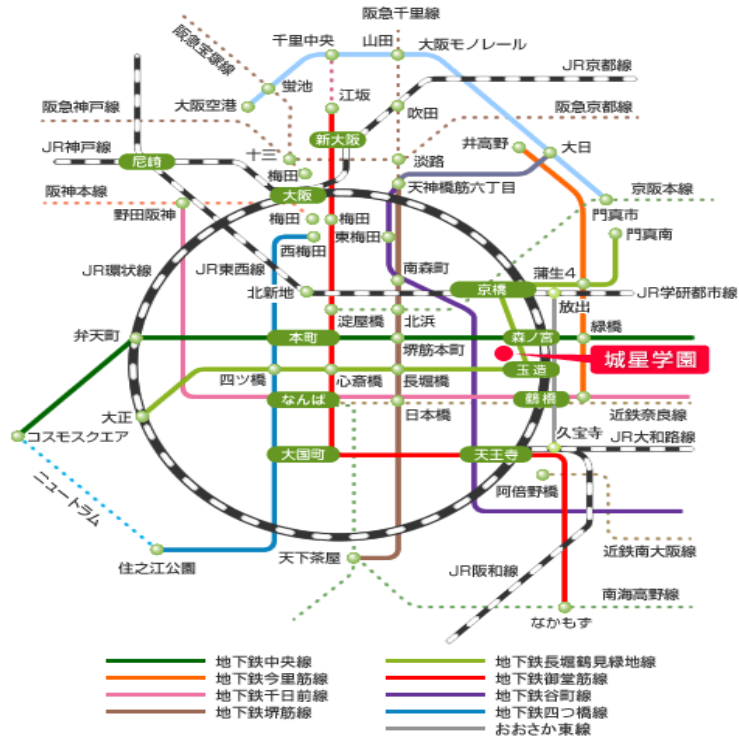 阪急千里線
阪急宝塚線
千里中央
山田
大阪モノレール
JR京都線
蛍池
大阪空港
江坂
吹田
阪急神戸線
阪急京都線
新大阪
井高野
大日
JR神戸線
尼崎
十三
淡路
梅田
天神橋筋六丁目
阪神本線
大阪
京阪本線
野田阪神
梅田
梅田
門真市
西梅田
東梅田
門真南
JR環状線
JR東西線
南森町
蒲生4
北新地
京橋
放出
JR学研都市線
淀屋橋
北浜
弁天町
本町
森ノ宮
緑橋
堺筋本町
城星学園
四ツ橋
心斎橋
長堀橋
玉造
なんば
鶴橋
大正
日本橋
近鉄奈良線
コスモスクエア
久宝寺
JR大和路線
大国町
天王寺
ニュートラム
阿倍野橋
住之江公園
天下茶屋
近鉄南大阪線
JR阪和線
南海高野線
なかもず
地下鉄中央線
地下鉄今里筋線
地下鉄千日前線
地下鉄堺筋線
地下鉄長堀鶴見緑地線
地下鉄御堂筋線
地下鉄谷町線
地下鉄四つ橋線
おおさか東線